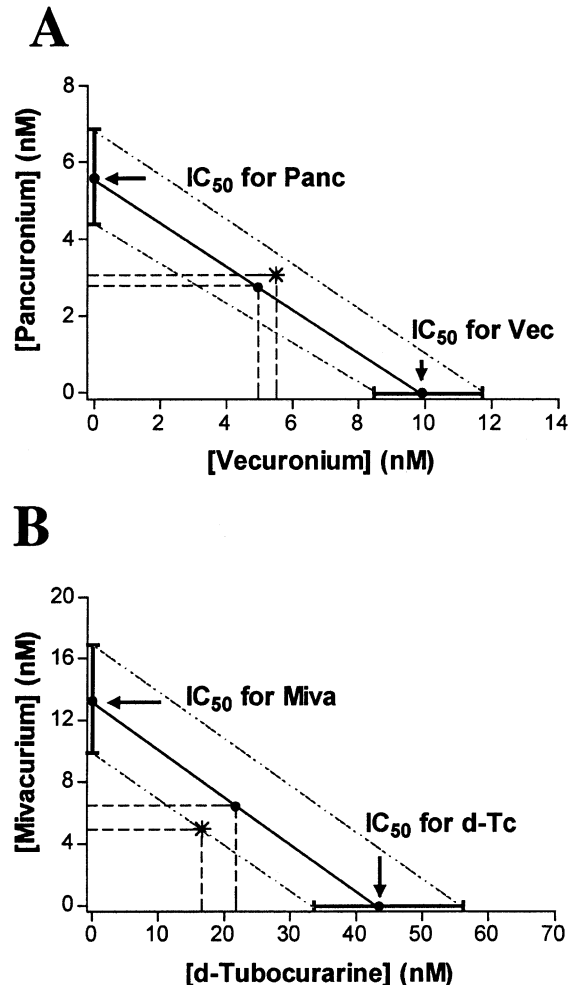 A
[Pancuronium] (nM)
8
6
4
2
0
IC50 for Panc
IC50 for Vec
0 2 4 6 8 10 12 14
[Vecuronium] (nM)
B
[Mivacurium] (nM)
20
16
12
8
4
0
IC50 for Miva
IC50 for d-Tc
0 10 20 30 40 50 60 70
[d-Tubocurarine] (nM)